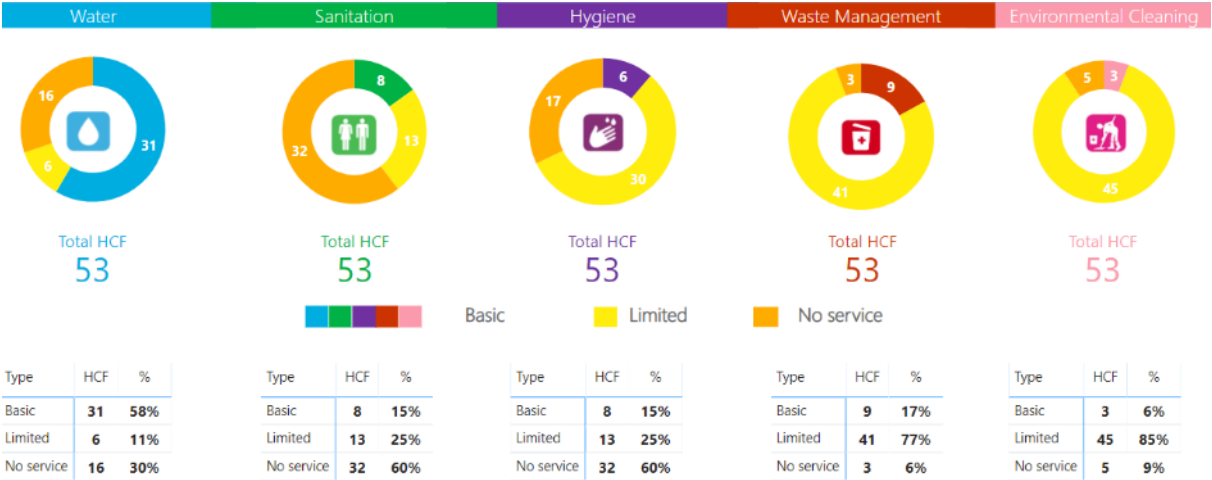 Water Sanitation Hygiene Waste Management Environmental Cleaning
16 31 6
8 13 32
6 17 30
3 9 41
5 3 45
Total HCF Total HCF Total HCF Total HCF Total HCF
53 53 53 53 53
Basic Limited No service
Type HCF %
Basic 31 58%
Limited 6 11%
No service 16 30%
Type HCF %
Basic 8 15%
Limited 13 25%
No service 32 60%
Type HCF %
Basic 8 15%
Limited 13 25%
No service 32 60%
Type HCF %
Basic 9 17%
Limited 41 77%
No service 3 6%
Type HCF %
Basic 3 6%
Limited 45 85%
No service 5 9%